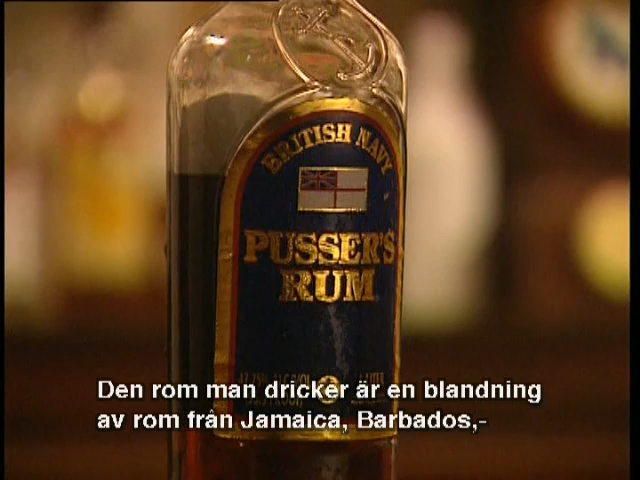 BRITISH NAVY
PUSSER'S
RUM
Den rom man dricker är en blandning
av rom från Jamaica, Barbados,-